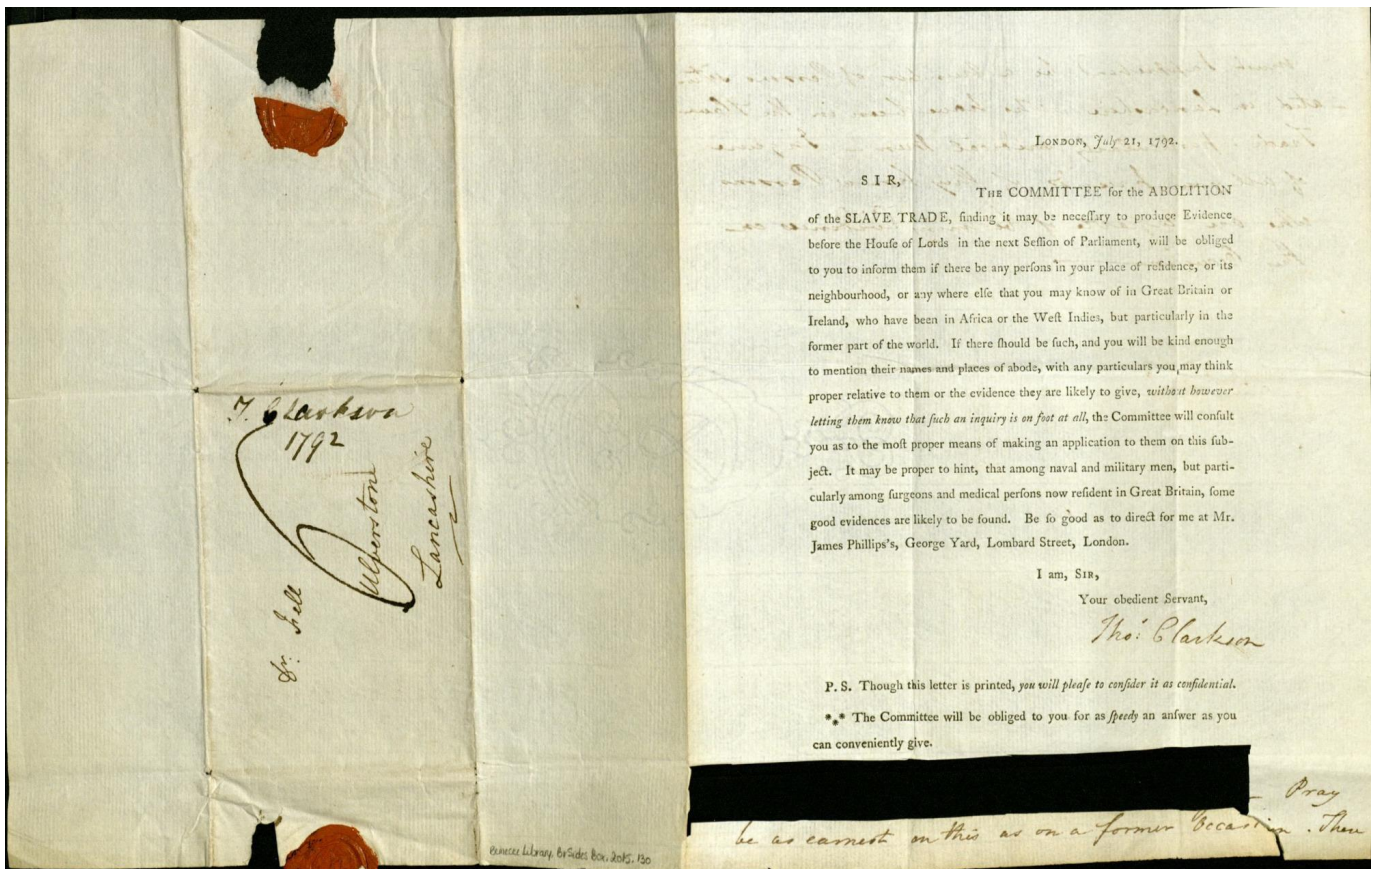 T. Clarkson
1792
Dr. Fell
Ulverstone
Lancashire
Beinecke Library, BrSides Box. 2015. 130
LONDON, July 21, 1792.
SIR,
THE COMMITTEE for the ABOLITION
of the SLAVE TRADE, finding it may be neceſſary to produce Evidence
before the Houſe of Lords in the next Seſſion of Parliament, will be obliged
to you to inform them if there be any perſons in your place of reſidence, or its
neighbourhood, or any where elſe that you may know of in Great Britain or
Ireland, who have been in Africa or the Weſt Indies, but particularly in the
former part of the world. If there ſhould be ſuch, and you will be kind enough
to mention their names and places of abode, with any particulars you may think
proper relative to them or the evidence they are likely to give, without however
letting them know that ſuch an inquiry is on foot at all, the Committee will conſult
you as to the moſt proper means of making an application to them on this ſub-
ject. It may be proper to hint, that among naval and military men, but parti-
cularly among ſurgeons and medical perſons now reſident in Great Britain, ſome
good evidences are likely to be found. Be ſo good as to direct for me at Mr.
James Phillips's, George Yard, Lombard Street, London.
I am, SIR,
Your obedient Servant,
Thos. Clarkson
P. S. Though this letter is printed, you will pleaſe to conſider it as confidential.
*⁎* The Committee will be obliged to you for as ſpeedy an anſwer as you
can conveniently give.
Pray
be as earnest on this as on a former Occasion. There